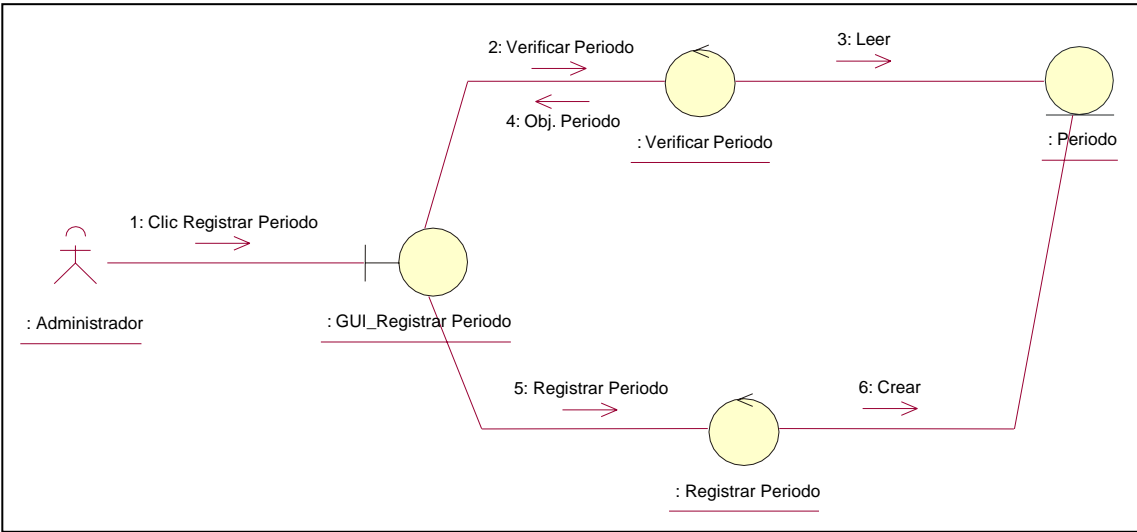 2: Verificar Periodo
3: Leer
4: Obj. Periodo
: Verificar Periodo
: Periodo
1: Clic Registrar Periodo
: Administrador
: GUI_Registrar Periodo
5: Registrar Periodo
6: Crear
: Registrar Periodo